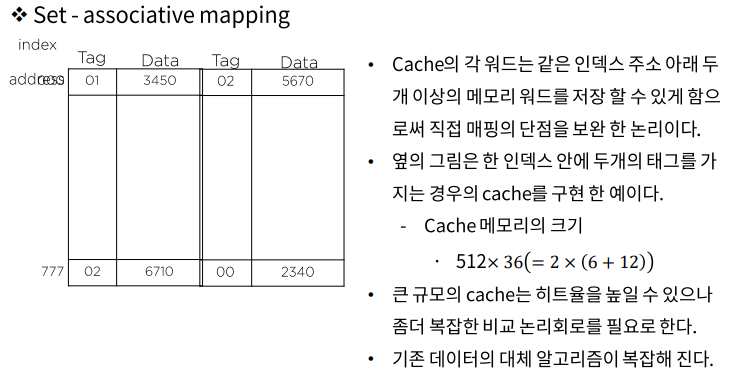 ❖ Set - associative mapping
index
address 000
Tag Data Tag Data
01 3450 02 5670
777 02 6710 00 2340
• Cache의 각 워드는 같은 인덱스 주소 아래 두
개 이상의 메모리 워드를 저장 할 수 있게 함으
로써 직접 매핑의 단점을 보완 한 논리이다.
• 옆의 그림은 한 인덱스 안에 두개의 태그를 가
지는 경우의 cache를 구현 한 예이다.
- Cache 메모리의 크기
· 512× 36(= 2 × (6 + 12))
• 큰 규모의 cache는 히트율을 높일 수 있으나
좀더 복잡한 비교 논리회로를 필요로 한다.
• 기존 데이터의 대체 알고리즘이 복잡해 진다.